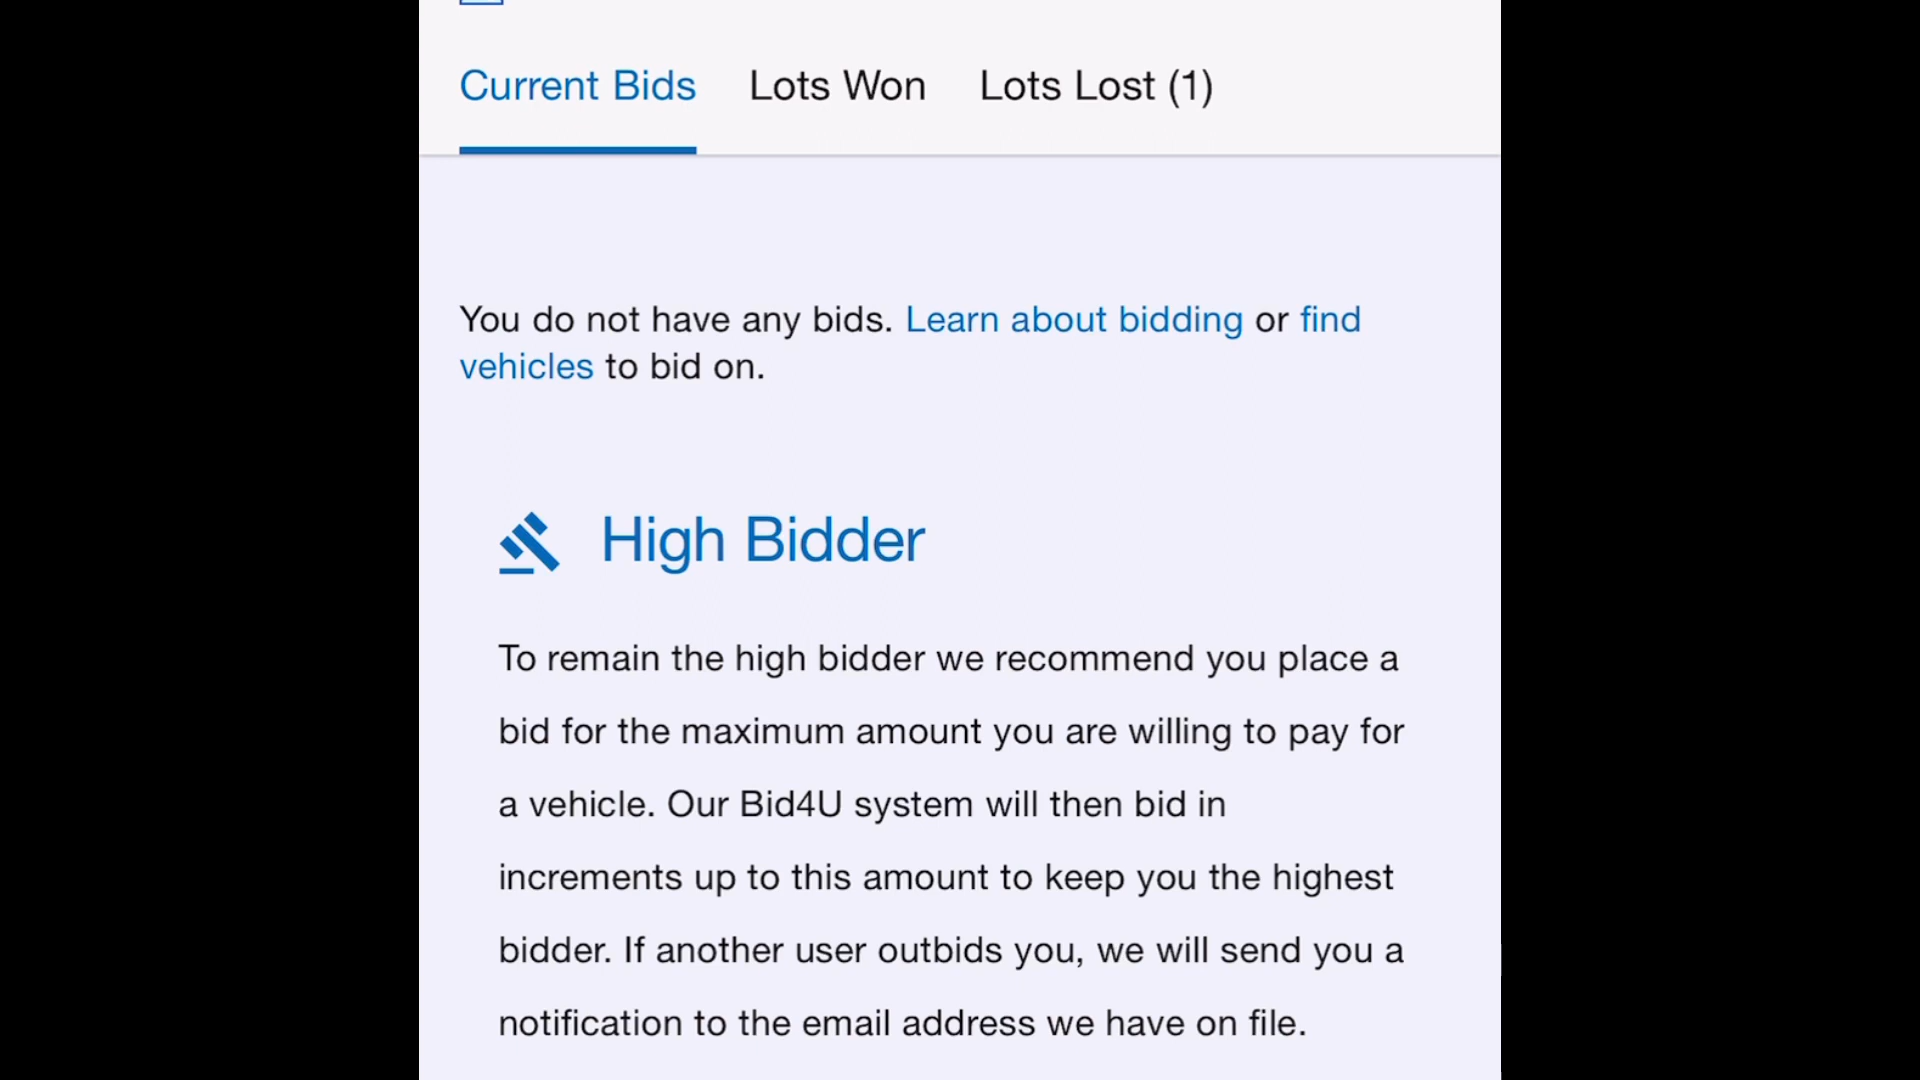 Current Bids Lots Won Lots Lost (1)
You do not have any bids. Learn about bidding or find
vehicles to bid on.
High Bidder
To remain the high bidder we recommend you place a
bid for the maximum amount you are willing to pay for
a vehicle. Our Bid4U system will then bid in
increments up to this amount to keep you the highest
bidder. If another user outbids you, we will send you a
notification to the email address we have on file.